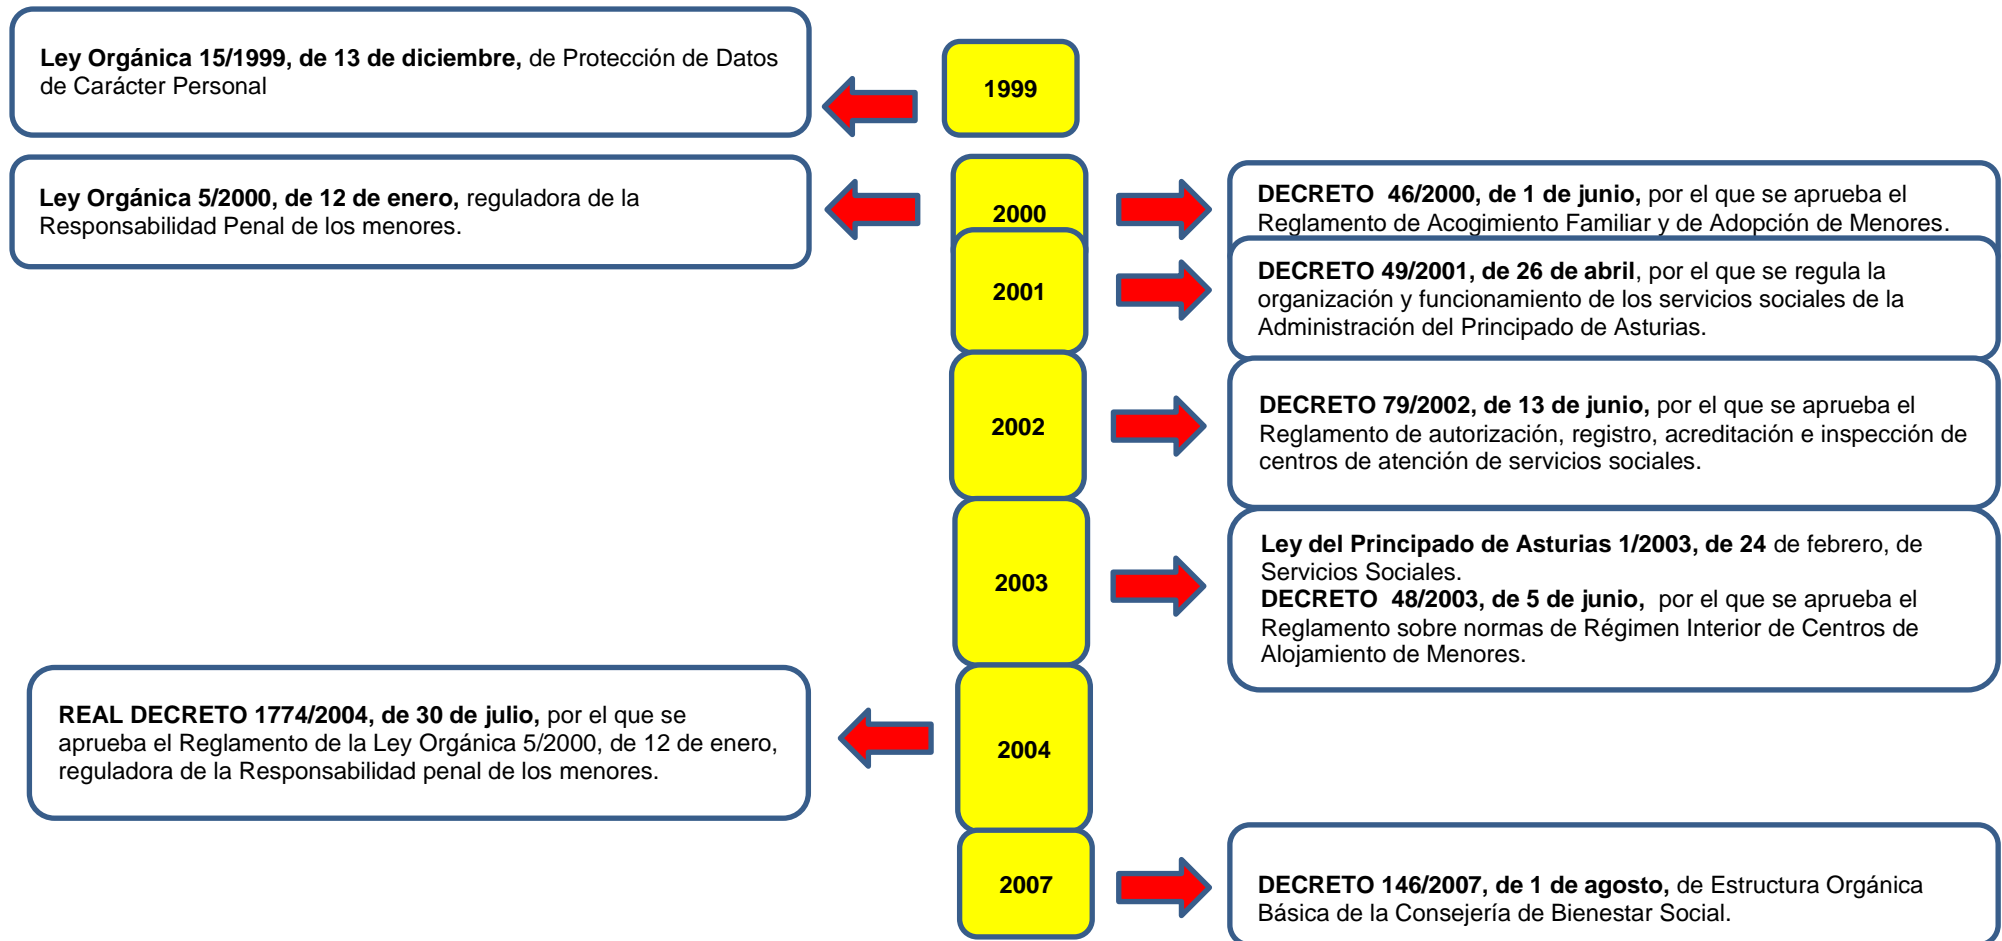 Ley Orgánica 15/1999, de 13 de diciembre, de Protección de Datos
de Carácter Personal
1999
Ley Orgánica 5/2000, de 12 de enero, reguladora de la
Responsabilidad Penal de los menores.
2000
DECRETO  46/2000, de 1 de junio, por el que se aprueba el
Reglamento de Acogimiento Familiar y de Adopción de Menores.
2001
DECRETO 49/2001, de 26 de abril, por el que se regula la
organización y funcionamiento de los servicios sociales de la
Administración del Principado de Asturias.
2002
DECRETO 79/2002, de 13 de junio, por el que se aprueba el
Reglamento de autorización, registro, acreditación e inspección de
centros de atención de servicios sociales.
2003
Ley del Principado de Asturias 1/2003, de 24 de febrero, de
Servicios Sociales.
DECRETO  48/2003, de 5 de junio,  por el que se aprueba el
Reglamento sobre normas de Régimen Interior de Centros de
Alojamiento de Menores.
REAL DECRETO 1774/2004, de 30 de julio, por el que se
aprueba el Reglamento de la Ley Orgánica 5/2000, de 12 de enero,
reguladora de la Responsabilidad penal de los menores.
2004
2007
DECRETO 146/2007, de 1 de agosto, de Estructura Orgánica
Básica de la Consejería de Bienestar Social.